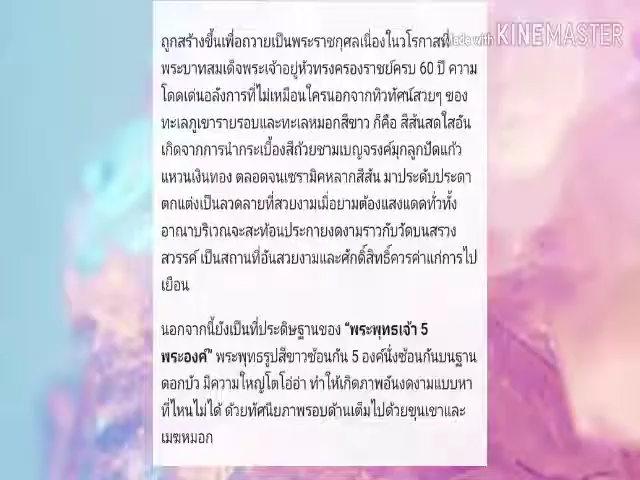 Made with KINEMASTER
ถูกสร้างขึ้นเพื่อถวายเป็นพระราชกุศลเนื่องในวโรกาสที่
พระบาทสมเด็จพระเจ้าอยู่หัวทรงครองราชย์ครบ 60 ปี ความ
โดดเด่นอลังการที่ไม่เหมือนใครนอกจากทิวทัศน์สวยๆ ของ
ทะเลภูเขารายรอบและทะเลหมอกสีขาว ก็คือ สีสันสดใสอัน
เกิดจากการนำกระเบื้องสีถ้วยชามเบญจรงค์มุกลูกปัดแก้ว
แหวนเงินทอง ตลอดจนเซรามิคหลากสีสัน มาประดับประดา
ตกแต่งเป็นลวดลายที่สวยงามเมื่อยามต้องแสงแดดทั่วทั้ง
อาณาบริเวณจะสะท้อนประกายงดงามราวกับวัดบนสรวง
สวรรค์ เป็นสถานที่อันสวยงามและศักดิ์สิทธิ์ควรค่าแก่การไป
เยือน
นอกจากนี้ยังเป็นที่ประดิษฐานของ "พระพุทธเจ้า 5
พระองค์" พระพุทธรูปสีขาวซ้อนกัน 5 องค์นั่งซ้อนกันบนฐาน
ดอกบัว มีความใหญ่โตโอ่อ่า ทำให้เกิดภาพอันงดงามแบบหา
ที่ไหนไม่ได้ ด้วยทัศนียภาพรอบด้านเต็มไปด้วยขุนเขาและ
เมฆหมอก